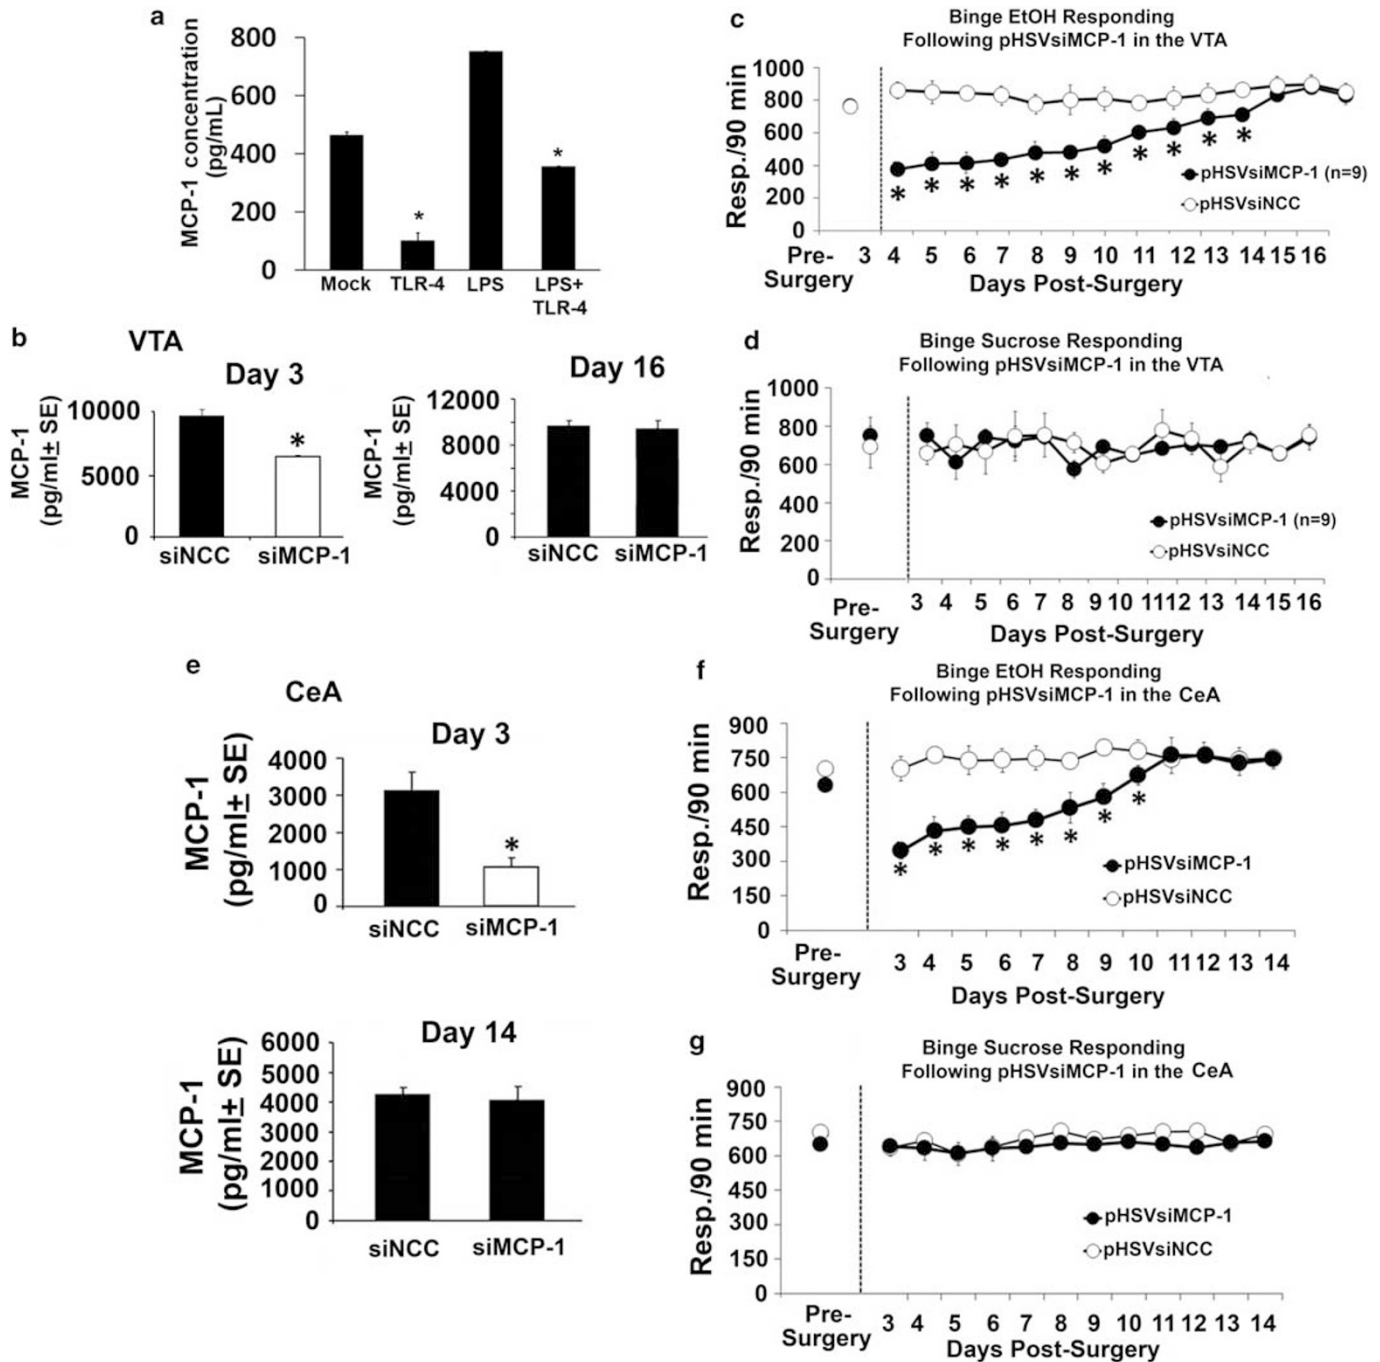 a
MCP-1 concentration
(pg/mL)
800
600
400
200
0
*
*
Mock TLR-4 LPS LPS+
TLR-4
b
VTA
Day 3
MCP-1
(pg/ml± SE)
10000
5000
0
*
siNCC siMCP-1
Day 16
MCP-1
(pg/ml± SE)
12000
8000
4000
0
siNCC siMCP-1
c
Binge EtOH Responding
Following pHSVsiMCP-1 in the VTA
Resp./90 min
1000
800
600
400
200
0
* * * * * * * * * * *
pHSVsiMCP-1 (n=9)
pHSVsiNCC
Pre-
Surgery
3 4 5 6 7 8 9 10 11 12 13 14 15 16
Days Post-Surgery
d
Binge Sucrose Responding
Following pHSVsiMCP-1 in the VTA
Resp./90 min
1000
800
600
400
200
0
pHSVsiMCP-1 (n=9)
pHSVsiNCC
Pre-
Surgery
3 4 5 6 7 8 9 10 11 12 13 14 15 16
Days Post-Surgery
e
CeA
Day 3
MCP-1
(pg/ml± SE)
4000
3000
2000
1000
0
*
siNCC siMCP-1
Day 14
MCP-1
(pg/ml± SE)
6000
5000
4000
3000
2000
1000
0
siNCC siMCP-1
f
Binge EtOH Responding
Following pHSVsiMCP-1 in the CeA
Resp./90 min
900
750
600
450
300
150
0
* * * * * * * *
pHSVsiMCP-1
pHSVsiNCC
Pre-
Surgery
3 4 5 6 7 8 9 10 11 12 13 14
Days Post-Surgery
g
Binge Sucrose Responding
Following pHSVsiMCP-1 in the CeA
Resp./90 min
900
750
600
450
300
150
0
pHSVsiMCP-1
pHSVsiNCC
Pre-
Surgery
3 4 5 6 7 8 9 10 11 12 13 14
Days Post-Surgery